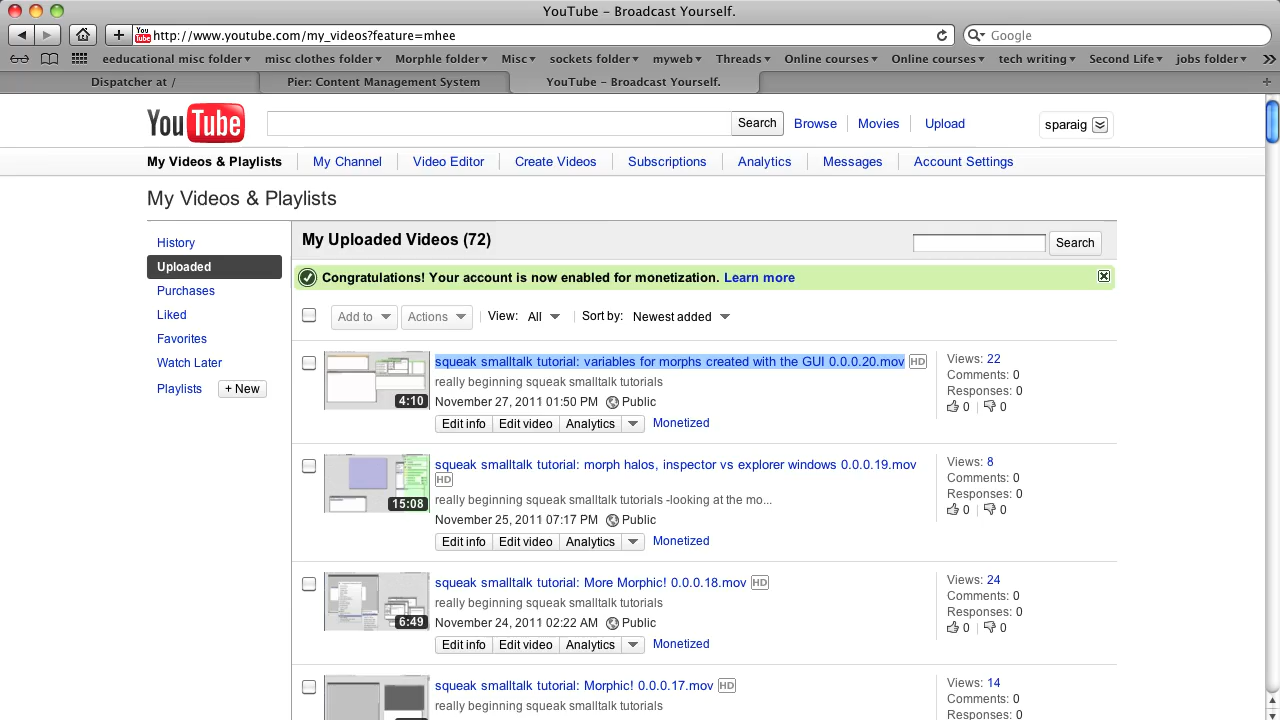 YouTube - Broadcast Yourself.
http://www.youtube.com/my_videos?feature=mhee
Google
eeducational misc folder misc clothes folder Morphle folder Misc sockets folder myweb Threads Online courses Online courses tech writing Second Life jobs folder
Dispatcher at / Pier: Content Management System YouTube - Broadcast Yourself.
YouTube Search Browse Movies Upload sparaig
My Videos & Playlists My Channel Video Editor Create Videos Subscriptions Analytics Messages Account Settings
My Videos & Playlists
History
Uploaded
Purchases
Liked
Favorites
Watch Later
Playlists + New
My Uploaded Videos (72) Search
Congratulations! Your account is now enabled for monetization. Learn more
Add to Actions View: All Sort by: Newest added
squeak smalltalk tutorial: variables for morphs created with the GUI 0.0.0.20.mov HD
really beginning squeak smalltalk tutorials
4:10
November 27, 2011 01:50 PM Public
Edit info Edit video Analytics Monetized
Views: 22
Comments: 0
Responses: 0
0 0
squeak smalltalk tutorial: morph halos, inspector vs explorer windows 0.0.0.19.mov
HD
really beginning squeak smalltalk tutorials -looking at the mo...
15:08
November 25, 2011 07:17 PM Public
Edit info Edit video Analytics Monetized
Views: 8
Comments: 0
Responses: 0
0 0
squeak smalltalk tutorial: More Morphic! 0.0.0.18.mov HD
really beginning squeak smalltalk tutorials
6:49
November 24, 2011 02:22 AM Public
Edit info Edit video Analytics Monetized
Views: 24
Comments: 0
Responses: 0
0 0
squeak smalltalk tutorial: Morphic! 0.0.0.17.mov HD
really beginning squeak smalltalk tutorials
Views: 14
Comments: 0
Responses: 0